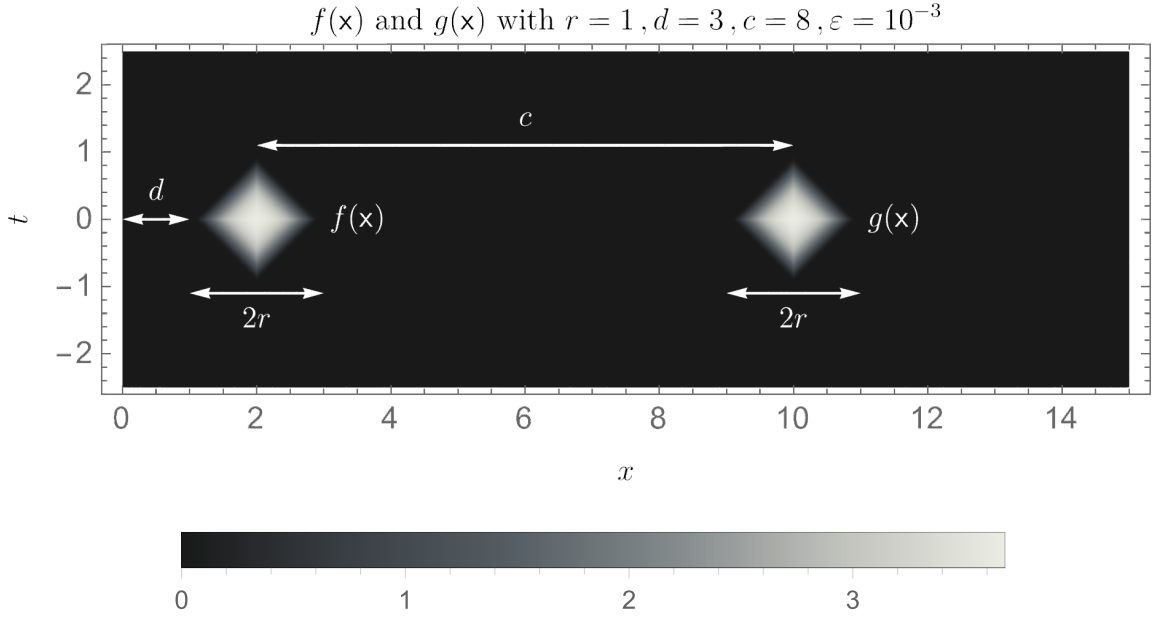 f(x) and g(x) with r = 1 , d = 3 , c = 8 , ε = 10⁻³
2
1
0
−1
−2
t
c
d
f(x)
g(x)
2r
2r
0 2 4 6 8 10 12 14
x
0 1 2 3